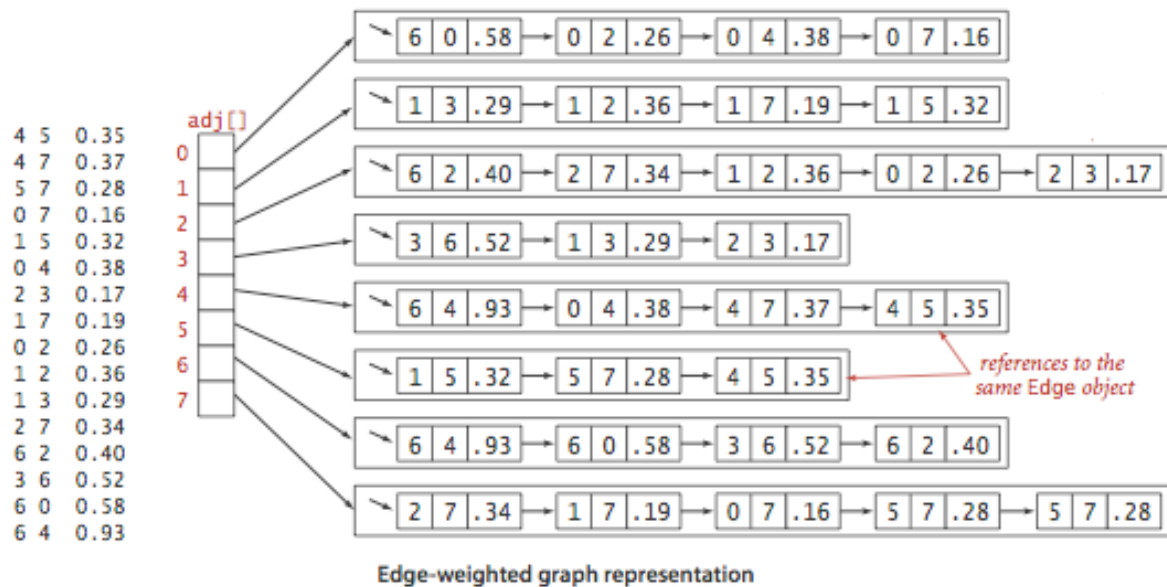 6 0 .58 0 2 .26 0 4 .38 0 7 .16
1 3 .29 1 2 .36 1 7 .19 1 5 .32
adj[]
4 5 0.35
4 7 0.37
5 7 0.28
0 7 0.16
1 5 0.32
0 4 0.38
2 3 0.17
1 7 0.19
0 2 0.26
1 2 0.36
1 3 0.29
2 7 0.34
6 2 0.40
3 6 0.52
6 0 0.58
6 4 0.93
0
1
2
3
4
5
6
7
6 2 .40 2 7 .34 1 2 .36 0 2 .26 2 3 .17
3 6 .52 1 3 .29 2 3 .17
6 4 .93 0 4 .38 4 7 .37 4 5 .35
1 5 .32 5 7 .28 4 5 .35
references to the
same Edge object
6 4 .93 6 0 .58 3 6 .52 6 2 .40
2 7 .34 1 7 .19 0 7 .16 5 7 .28 5 7 .28
Edge-weighted graph representation